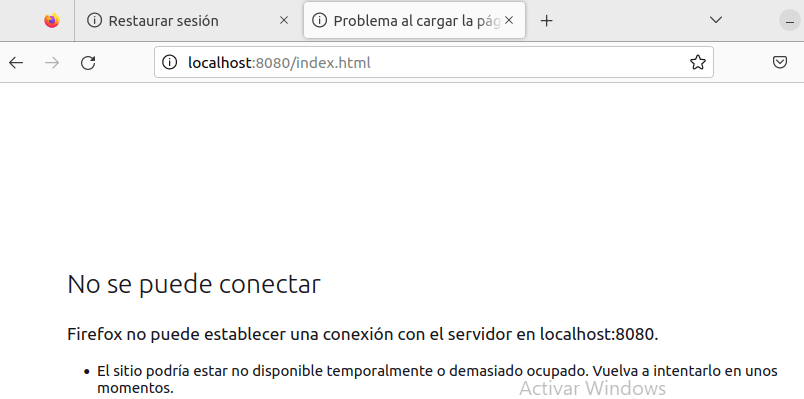 Restaurar sesión
Problema al cargar la pág
localhost:8080/index.html
No se puede conectar
Firefox no puede establecer una conexión con el servidor en localhost:8080.
El sitio podría estar no disponible temporalmente o demasiado ocupado. Vuelva a intentarlo en unos
momentos.
Activar Windows